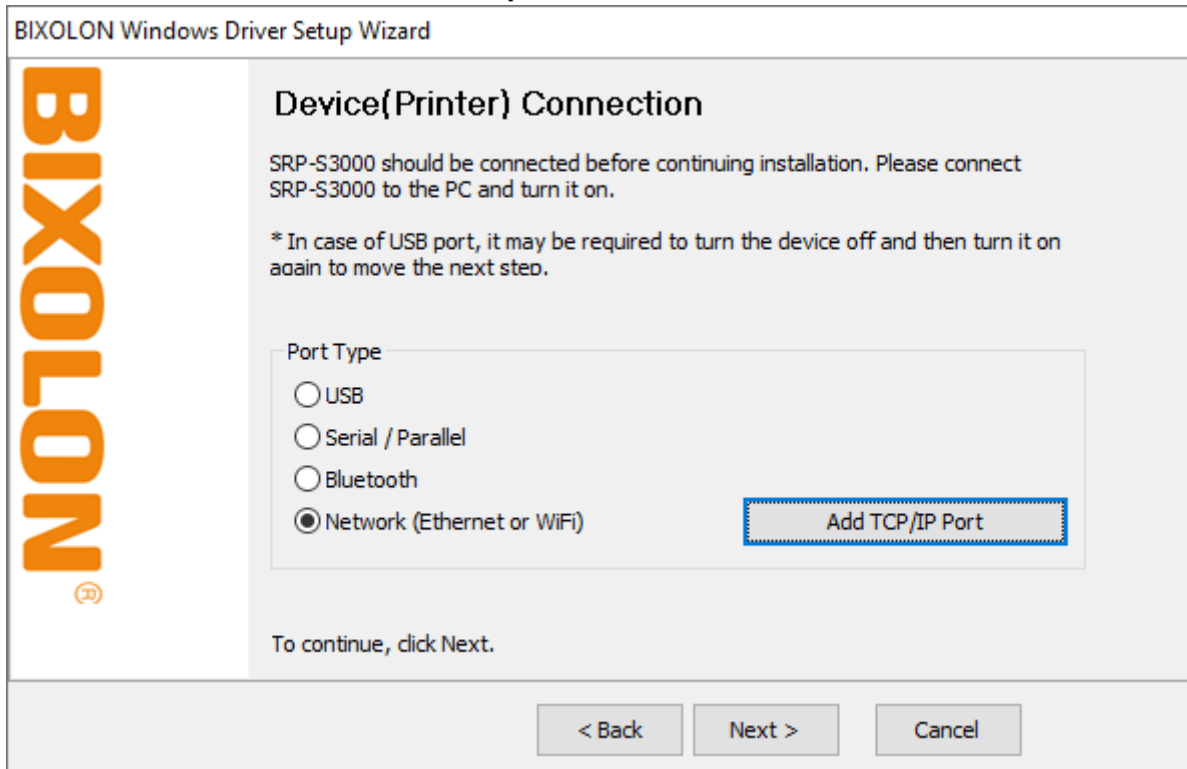 BIXOLON Windows Driver Setup Wizard
BIXOLON®
Device(Printer) Connection
SRP-S3000 should be connected before continuing installation. Please connect
SRP-S3000 to the PC and turn it on.
* In case of USB port, it may be required to turn the device off and then turn it on
again to move the next step.
Port Type
USB
Serial / Parallel
Bluetooth
Network (Ethernet or WiFi) Add TCP/IP Port
To continue, click Next.
< Back Next > Cancel